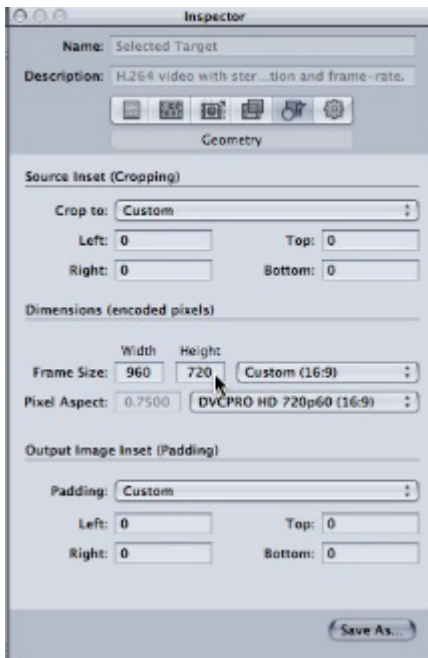 Inspector
Name: Selected Target
Description: H.264 video with ster...tion and frame-rate.
Geometry
Source Inset (Cropping)
Crop to: Custom
Left: 0 Top: 0
Right: 0 Bottom: 0
Dimensions (encoded pixels)
Width Height
Frame Size: 960 720 Custom (16:9)
Pixel Aspect: 0.7500 DVCPRO HD 720p60 (16:9)
Output Image Inset (Padding)
Padding: Custom
Left: 0 Top: 0
Right: 0 Bottom: 0
Save As...